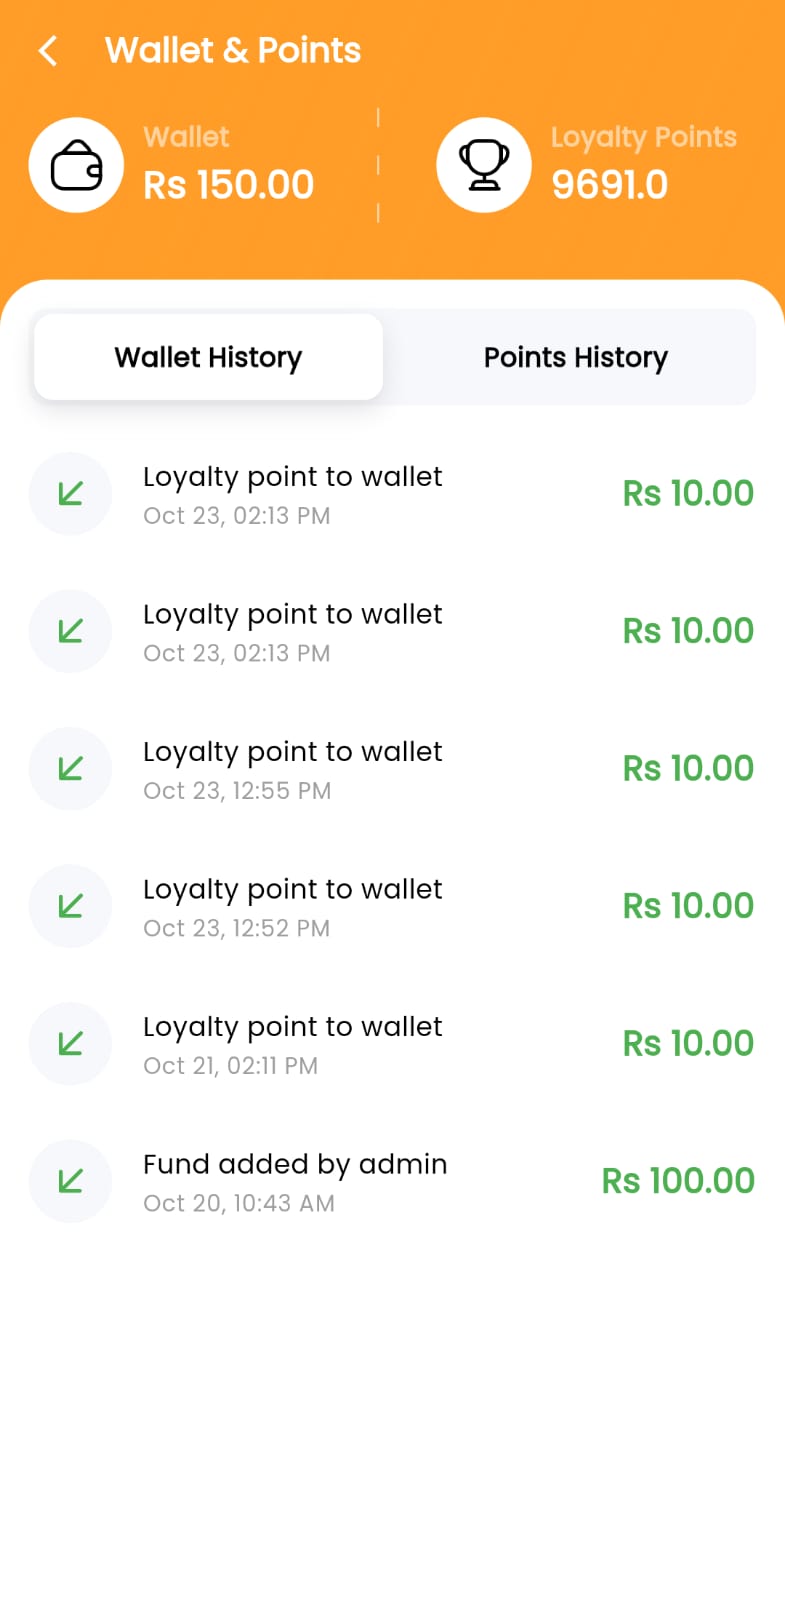 Wallet & Points
Wallet
Rs 150.00
Loyalty Points
9691.0
Wallet History
Points History
Loyalty point to wallet
Rs 10.00
Oct 23, 02:13 PM
Loyalty point to wallet
Rs 10.00
Oct 23, 02:13 PM
Loyalty point to wallet
Rs 10.00
Oct 23, 12:55 PM
Loyalty point to wallet
Rs 10.00
Oct 23, 12:52 PM
Loyalty point to wallet
Rs 10.00
Oct 21, 02:11 PM
Fund added by admin
Rs 100.00
Oct 20, 10:43 AM